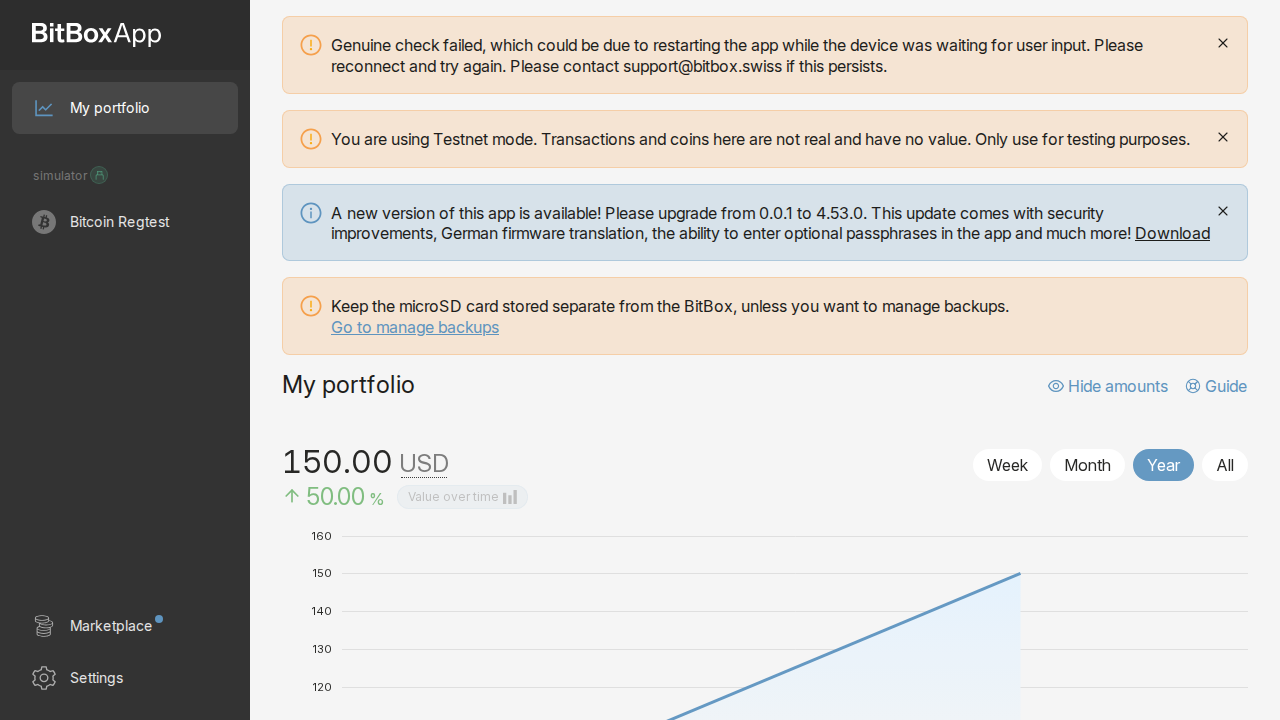 BitBoxApp
My portfolio
simulator
Bitcoin Regtest
Marketplace
Settings
Genuine check failed, which could be due to restarting the app while the device was waiting for user input. Please
reconnect and try again. Please contact support@bitbox.swiss if this persists.
You are using Testnet mode. Transactions and coins here are not real and have no value. Only use for testing purposes.
A new version of this app is available! Please upgrade from 0.0.1 to 4.53.0. This update comes with security
improvements, German firmware translation, the ability to enter optional passphrases in the app and much more! Download
Keep the microSD card stored separate from the BitBox, unless you want to manage backups.
Go to manage backups
My portfolio
Hide amounts
Guide
150.00 USD
50.00 %
Value over time
Week
Month
Year
All
160
150
140
130
120